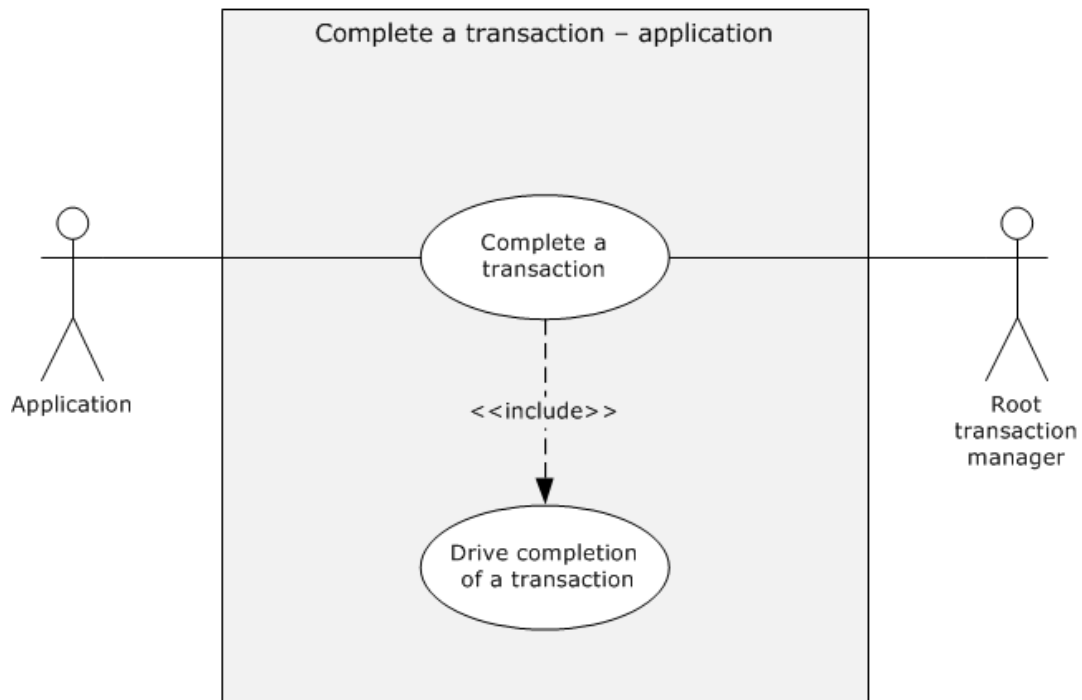 Complete a transaction – application
Complete a
transaction
Application
<<include>>
Root
transaction
manager
Drive completion
of a transaction